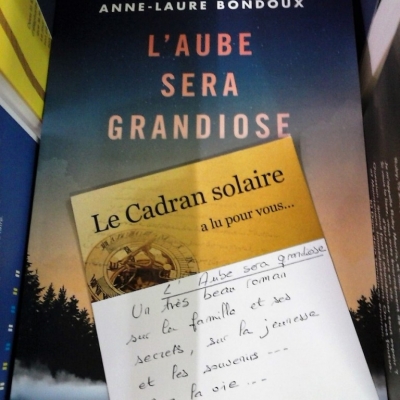 ANNE-LAURE BONDOUX
L'AUBE
SERA
GRANDIOSE
Le Cadran solaire
a lu pour vous...
L'Aube sera grandiose
Un très beau roman
sur la famille et ses
secrets, sur la jeunesse
et les souvenirs ...
la vie ...